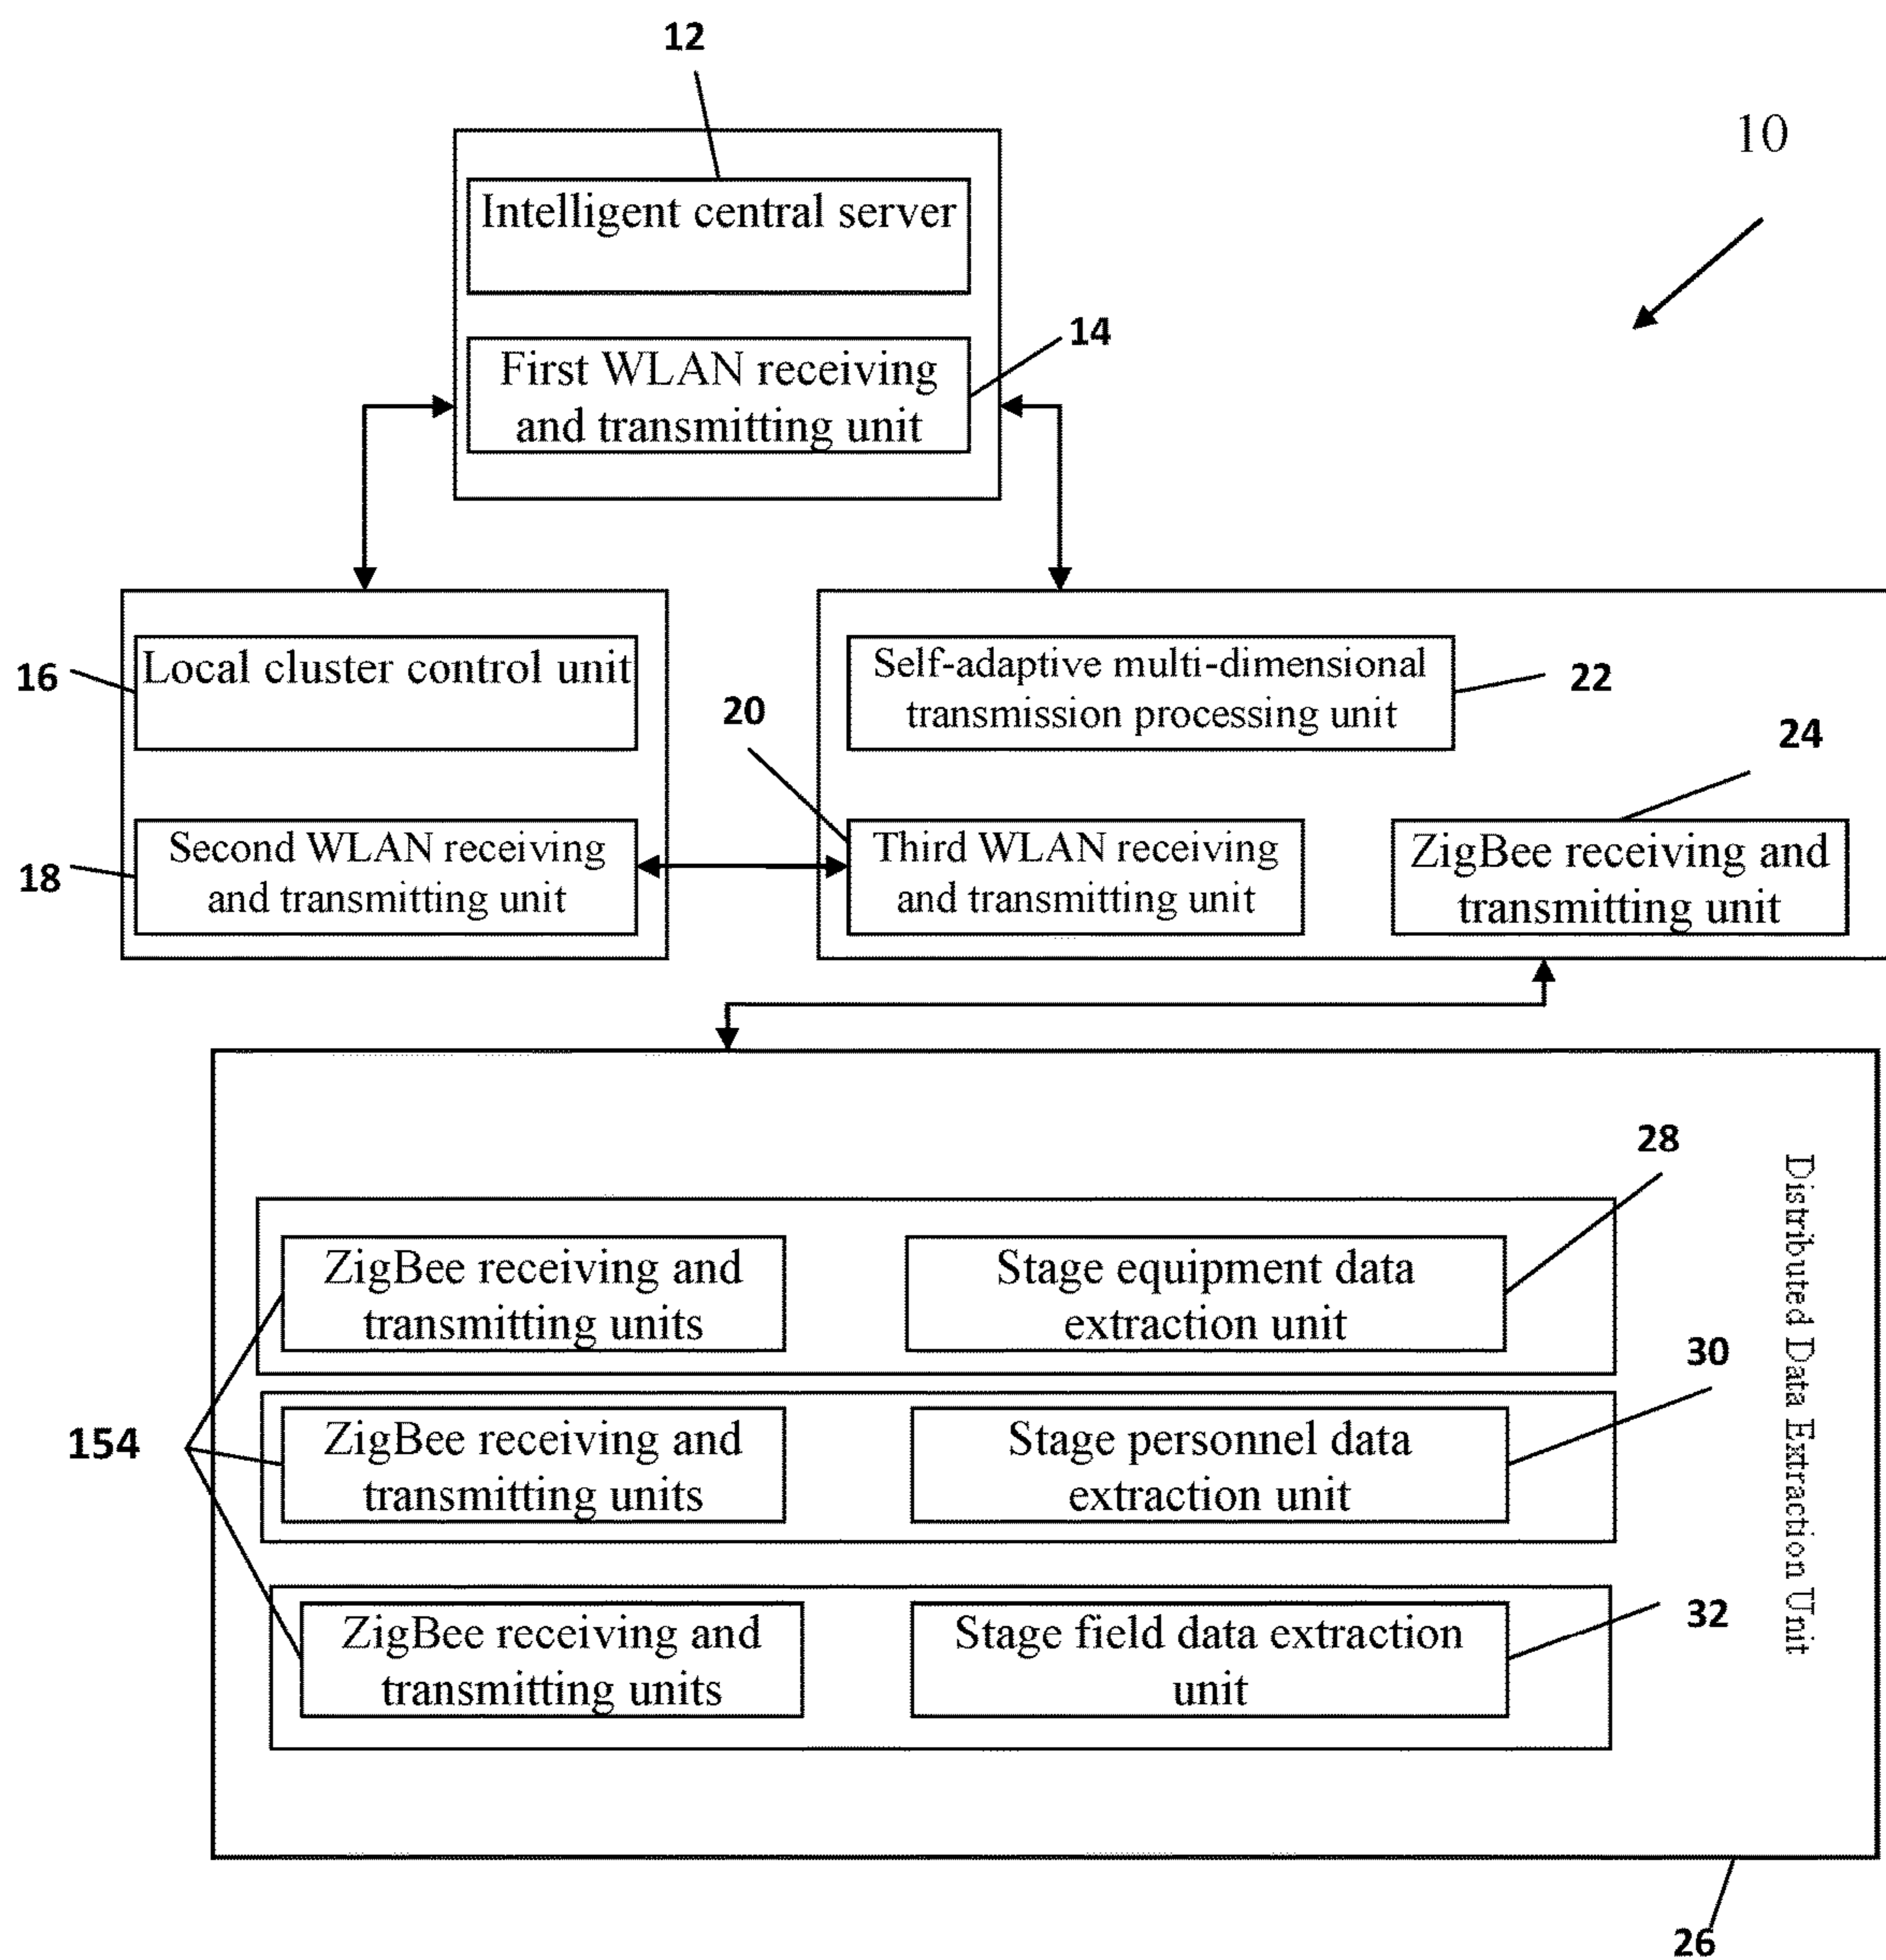 12
10
Intelligent central server
14
First WLAN receiving
and transmitting unit
16
Local cluster control unit
Self-adaptive multi-dimensional
transmission processing unit
22
20
24
18
Second WLAN receiving
and transmitting unit
Third WLAN receiving
and transmitting unit
ZigBee receiving and
transmitting unit
28
ZigBee receiving and
transmitting units
Stage equipment data
extraction unit
30
154
ZigBee receiving and
transmitting units
Stage personnel data
extraction unit
32
ZigBee receiving and
transmitting units
Stage field data extraction
unit
Distributed Data Extraction Unit
26